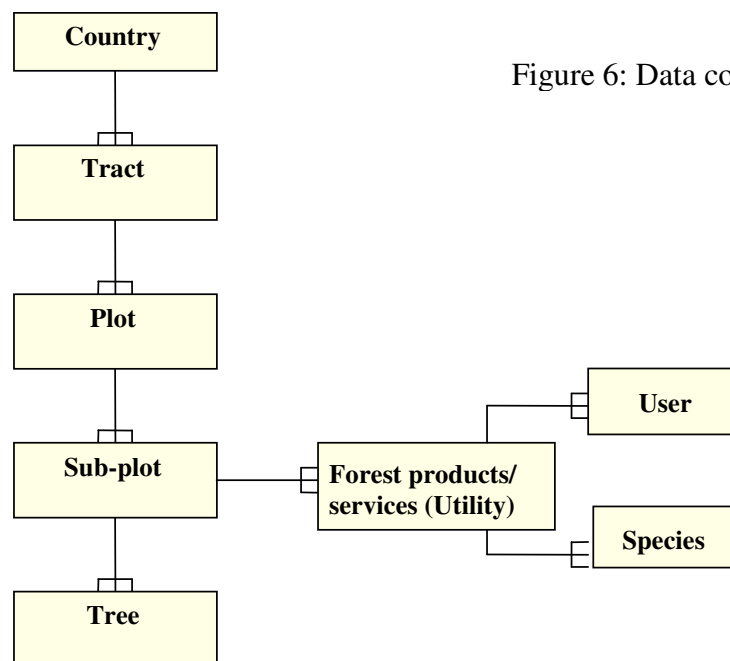 Country
Figure 6: Data co
Tract
Plot
User
Sub-plot
Forest products/
services (Utility)
Species
Tree